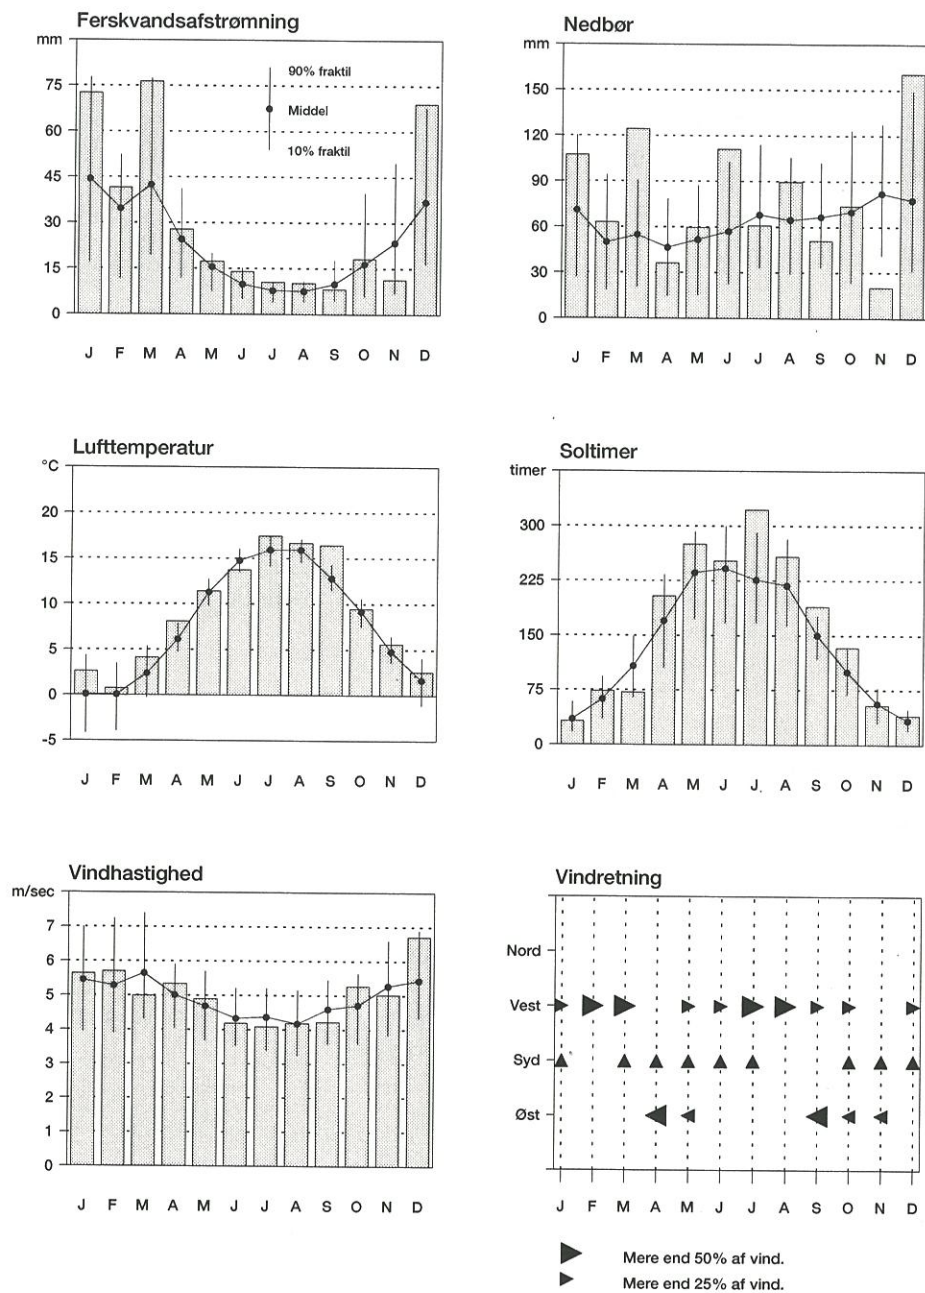 Ferskvandsafstrømning
mm
75
60
45
30
15
0
90% fraktil
Middel
10% fraktil
J F M A M J J A S O N D
Nedbør
mm
150
120
90
60
30
0
J F M A M J J A S O N D
Lufttemperatur
°C
20
15
10
5
0
-5
J F M A M J J A S O N D
Soltimer
timer
300
225
150
75
0
J F M A M J J A S O N D
Vindhastighed
m/sec
7
6
5
4
3
2
1
0
J F M A M J J A S O N D
Vindretning
Nord
Vest
Syd
Øst
J F M A M J J A S O N D
Mere end 50% af vind.
Mere end 25% af vind.